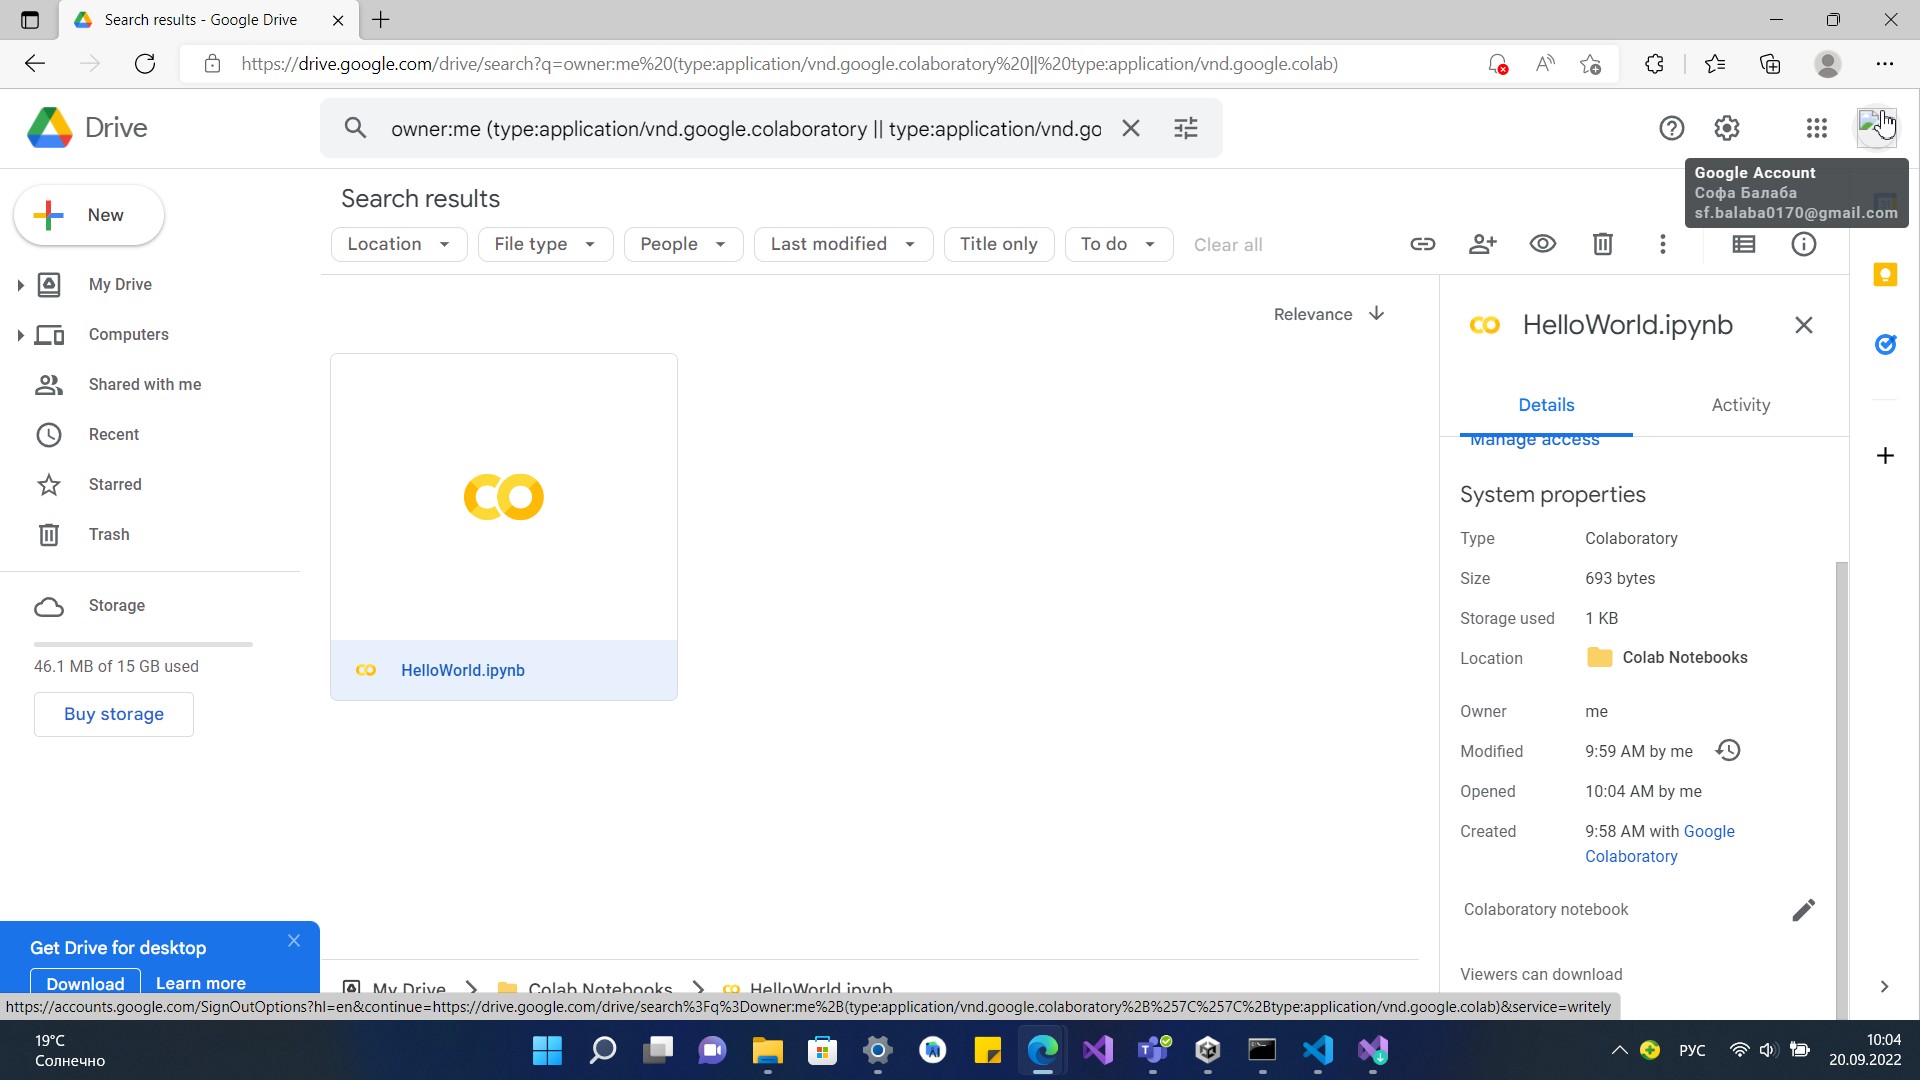 Search results - Google Drive
https://drive.google.com/drive/search?q=owner:me%20(type:application/vnd.google.colaboratory%20||%20type:application/vnd.google.colab)
Drive
owner:me (type:application/vnd.google.colaboratory || type:application/vnd.go
Google Account
Софа Балаба
sf.balaba0170@gmail.com
New
My Drive
Computers
Shared with me
Recent
Starred
Trash
Storage
46.1 MB of 15 GB used
Buy storage
Search results
Location
File type
People
Last modified
Title only
To do
Clear all
Relevance
HelloWorld.ipynb
HelloWorld.ipynb
Details
Activity
Manage access
System properties
Type Colaboratory
Size 693 bytes
Storage used 1 KB
Location Colab Notebooks
Owner me
Modified 9:59 AM by me
Opened 10:04 AM by me
Created 9:58 AM with Google
Colaboratory
Colaboratory notebook
Viewers can download
Get Drive for desktop
Download Learn more
My Drive Colab Notebooks HelloWorld.ipynb
https://accounts.google.com/SignOutOptions?hl=en&continue=https://drive.google.com/drive/search%3Fq%3Downer:me%2B(type:application/vnd.google.colaboratory%2B%257C%257C%2Btype:application/vnd.google.colab)&service=writely
19°C
Солнечно
РУС
10:04
20.09.2022